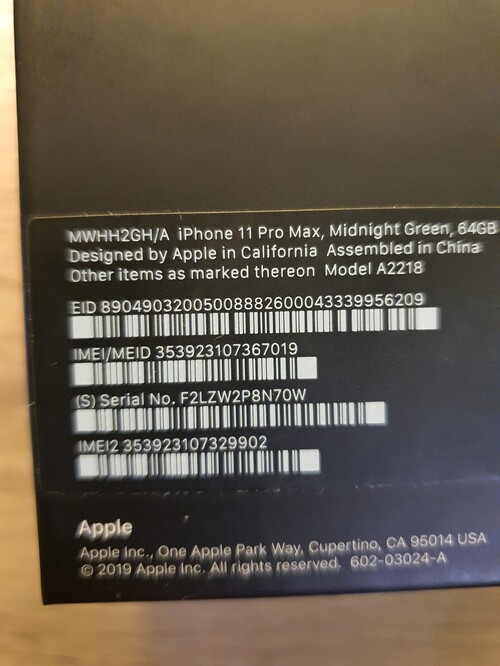 MWHH2GH/A iPhone 11 Pro Max, Midnight Green, 64GB
Designed by Apple in California Assembled in China
Other items as marked thereon Model A2218
EID 89049032005008882600043339956209
IMEI/MEID 353923107367019
(S) Serial No. F2LZW2P8N70W
IMEI2 353923107329902
Apple
Apple Inc., One Apple Park Way, Cupertino, CA 95014 USA
© 2019 Apple Inc. All rights reserved. 602-03024-A